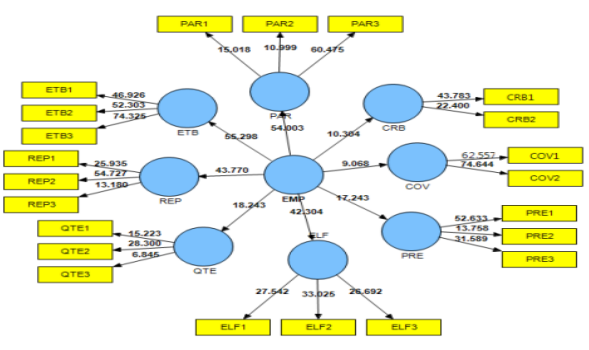 PAR1 PAR2 PAR3
15.018 10.999 60.475
PAR
ETB1 46.926
ETB2 52.303
ETB3 74.325
ETB
CRB
43.783 CRB1
22.400 CRB2
55.298 54.003 10.304
REP1 25.935
REP2 54.727
REP3 13.180
REP
43.770
EMP
9.068
COV
62.557 COV1
74.644 COV2
18.243 42.304 17.243
QTE1 15.223
QTE2 28.300
QTE3 6.845
QTE
ELF
PRE
52.633 PRE1
13.758 PRE2
31.589 PRE3
27.542 33.025 26.692
ELF1 ELF2 ELF3